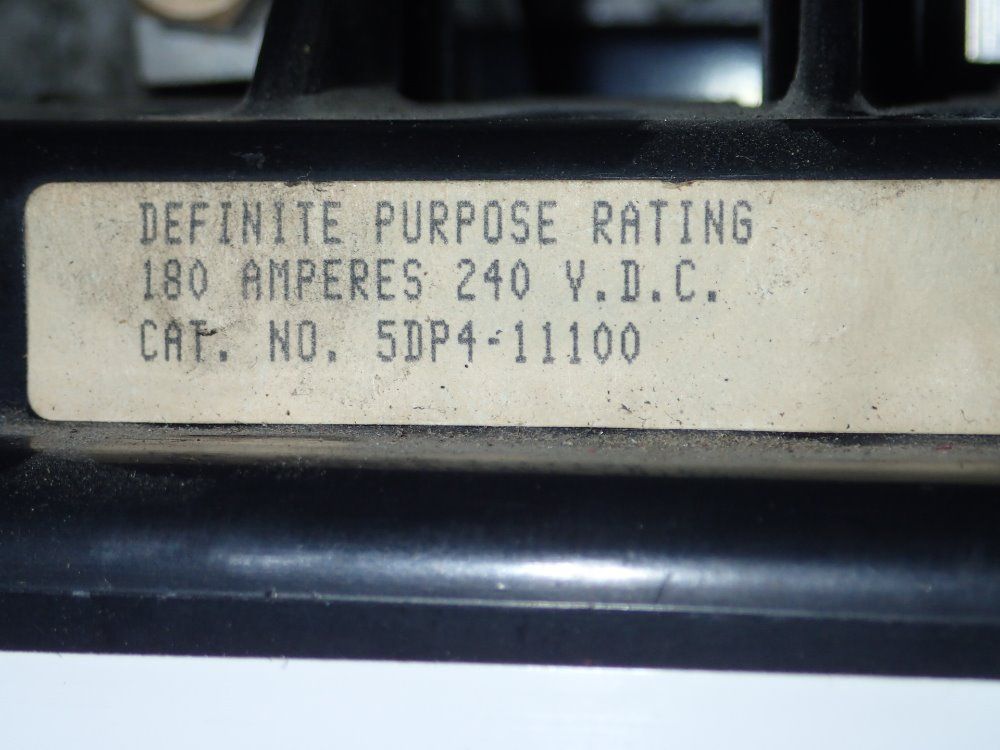 DEFINITE PURPOSE RATING
180 AMPERES 240 V.D.C.
CAT. NO. 5DP4-11100